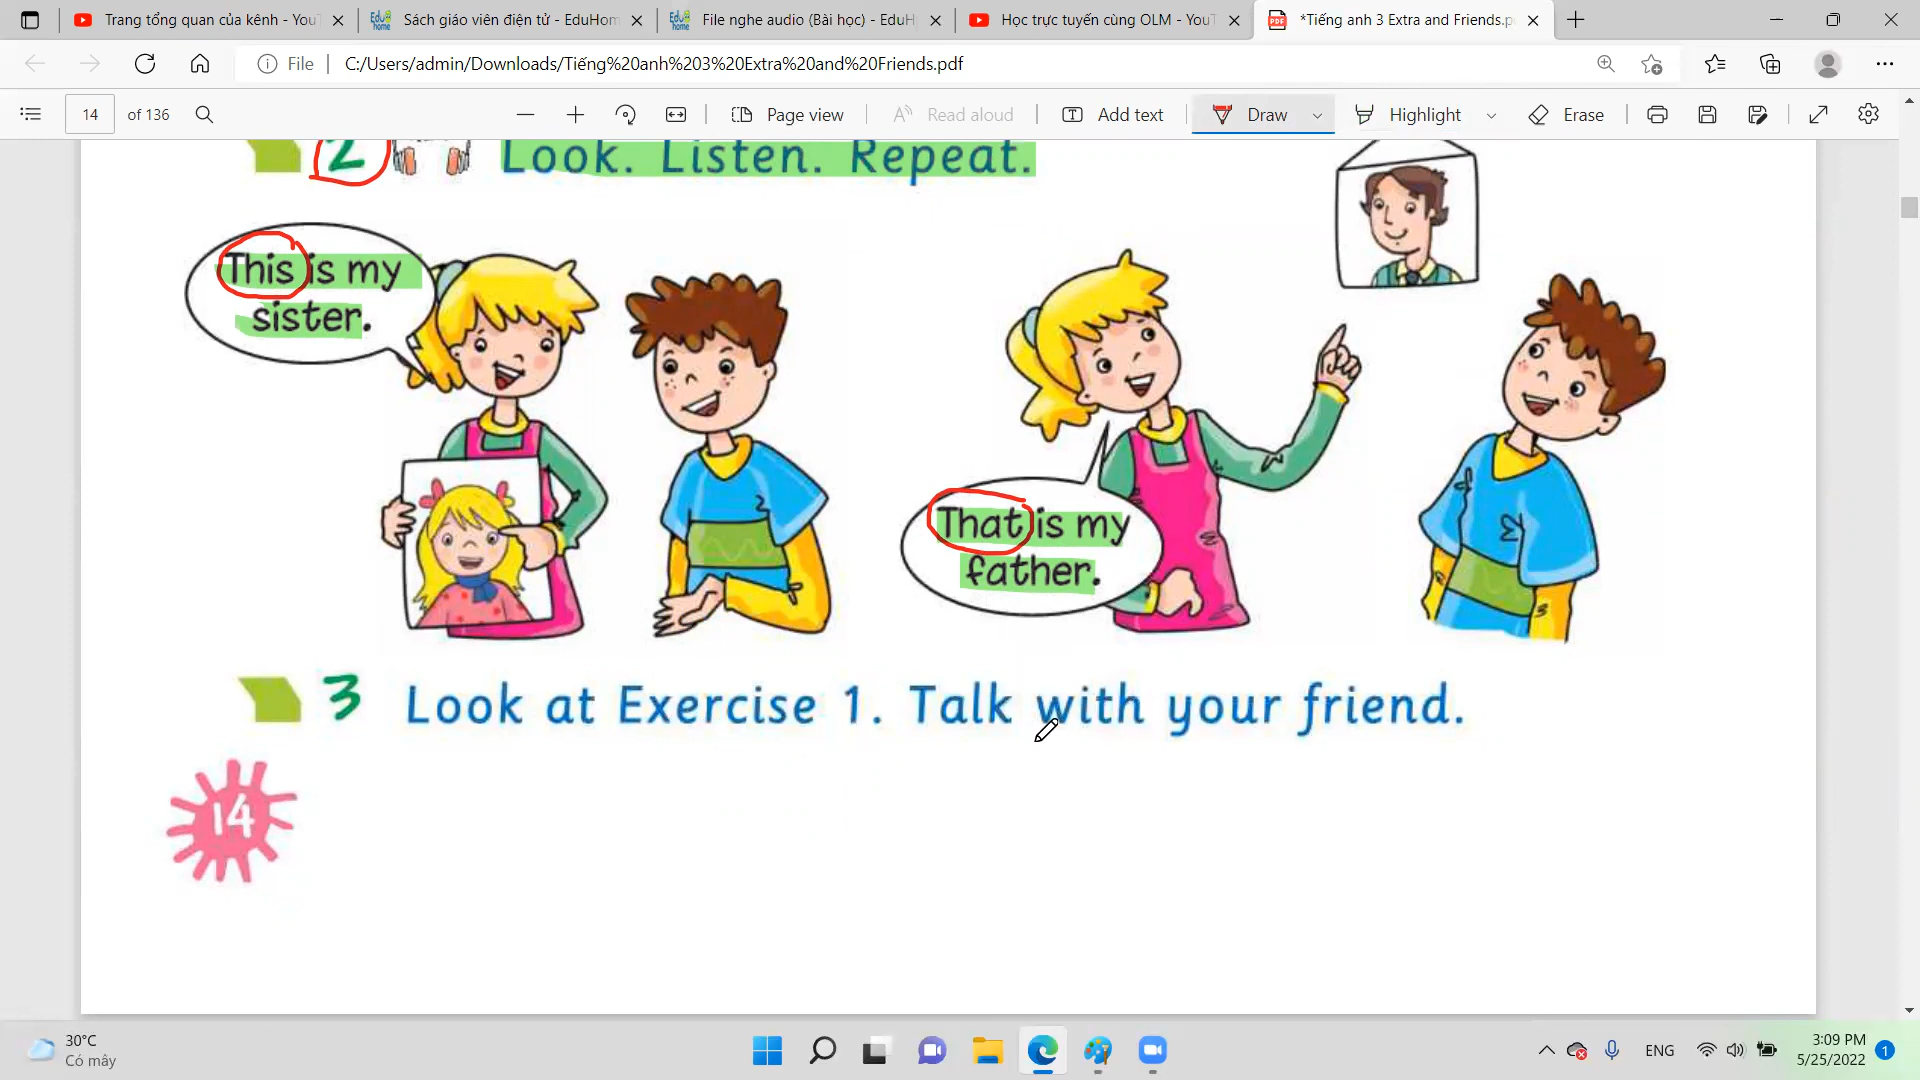 Trang tổng quan của kênh - YouT
Sách giáo viên điện tử - EduHom
File nghe audio (Bài học) - EduH
Học trực tuyến cùng OLM - YouT
*Tiếng anh 3 Extra and Friends.p
File
C:/Users/admin/Downloads/Tiếng%20anh%203%20Extra%20and%20Friends.pdf
14 of 136
Page view
Read aloud
Add text
Draw
Highlight
Erase
2 Look. Listen. Repeat.
This is my
sister.
That is my
father.
3 Look at Exercise 1. Talk with your friend.
14
30°C
Có mây
ENG
3:09 PM
5/25/2022
1